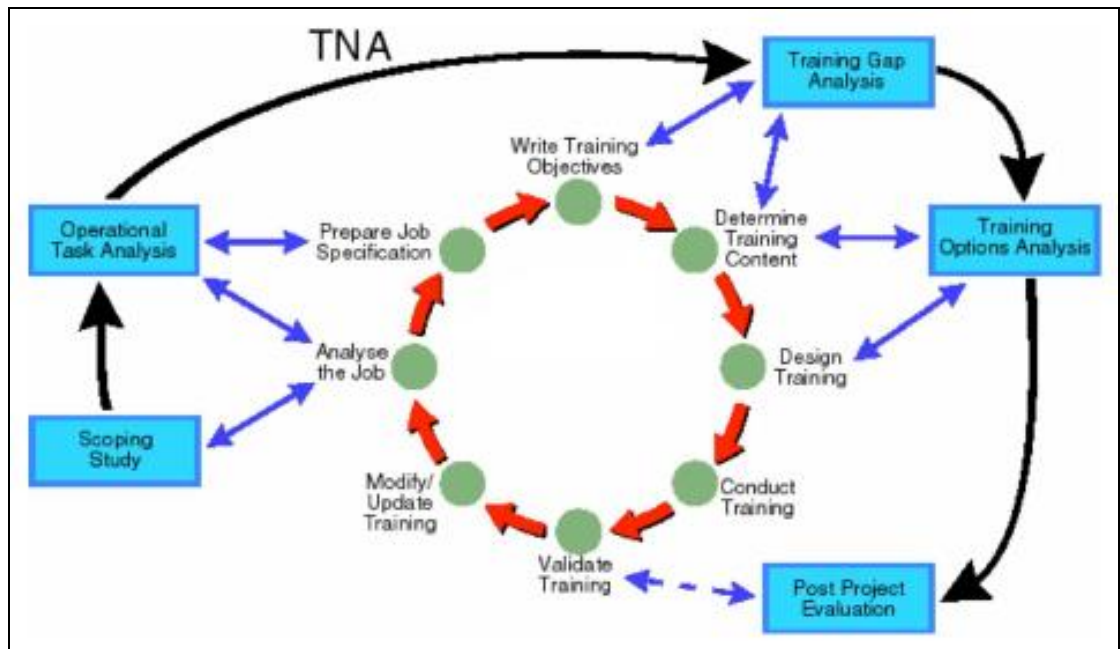 TNA
Training Gap
Analysis
Write Training
Objectives
Operational
Task Analysis
Prepare Job
Specification
Determine
Training
Content
Training
Options Analysis
Analyse
the Job
Design
Training
Scoping
Study
Modify/
Update
Training
Conduct
Training
Validate
Training
Post Project
Evaluation